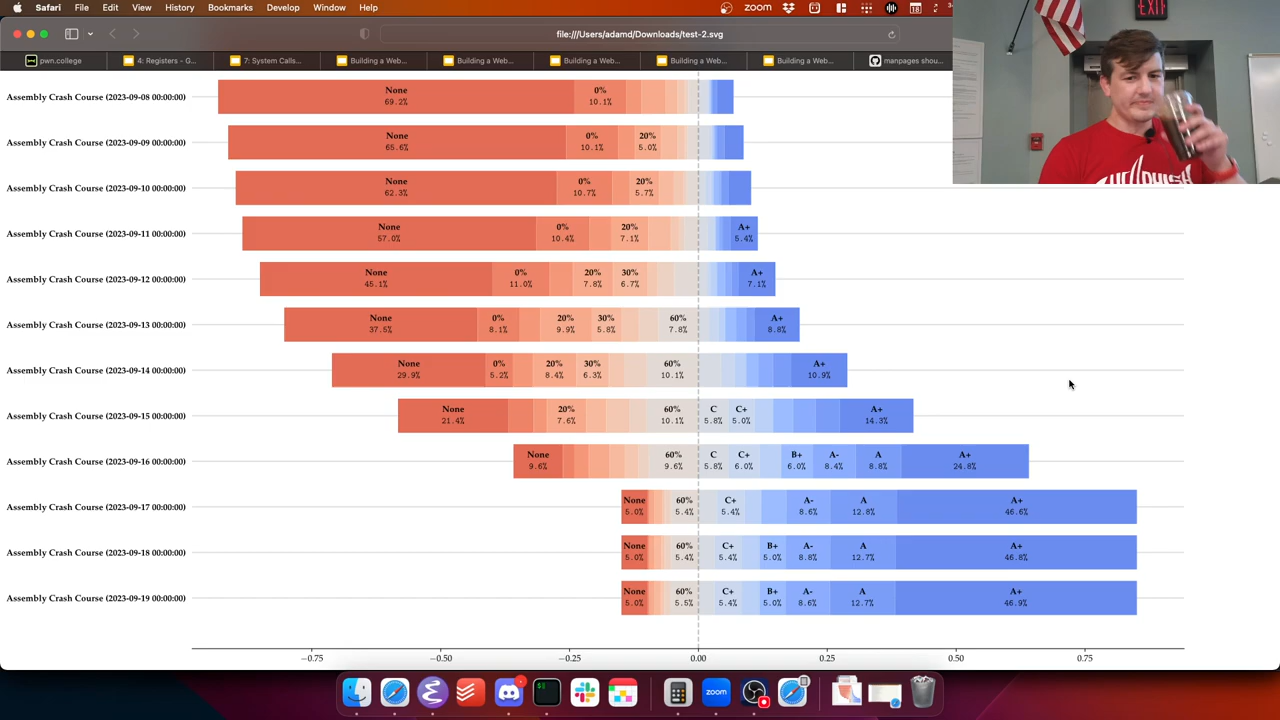 Safari File Edit View History Bookmarks Develop Window Help
zoom
18
EXIT
file:///Users/adamd/Downloads/test-2.svg
pwn.college
4: Registers - G...
7: System Calls...
Building a Web...
Building a Web...
Building a Web...
Building a Web...
Building a Web...
manpages shou...
Assembly Crash Course (2023-09-08 00:00:00)
None 0%
69.2% 10.1%
Assembly Crash Course (2023-09-09 00:00:00)
None 0% 20%
65.6% 10.1% 5.0%
Assembly Crash Course (2023-09-10 00:00:00)
None 0% 20%
62.3% 10.7% 5.7%
Assembly Crash Course (2023-09-11 00:00:00)
None 0% 20% A+
57.0% 10.4% 7.1% 5.4%
Assembly Crash Course (2023-09-12 00:00:00)
None 0% 20% 30% A+
45.1% 11.0% 7.8% 6.7% 7.1%
Assembly Crash Course (2023-09-13 00:00:00)
None 0% 20% 30% 60% A+
37.5% 8.1% 9.9% 5.8% 7.8% 8.8%
Assembly Crash Course (2023-09-14 00:00:00)
None 0% 20% 30% 60% A+
29.9% 5.2% 8.4% 6.3% 10.1% 10.9%
Assembly Crash Course (2023-09-15 00:00:00)
None 20% 60% C C+ A+
21.4% 7.6% 10.1% 5.8% 5.0% 14.3%
Assembly Crash Course (2023-09-16 00:00:00)
None 60% C C+ B+ A- A A+
9.6% 9.6% 5.8% 6.0% 6.0% 8.4% 8.8% 24.8%
Assembly Crash Course (2023-09-17 00:00:00)
None 60% C+ A- A A+
5.0% 5.4% 5.4% 8.6% 12.8% 46.6%
Assembly Crash Course (2023-09-18 00:00:00)
None 60% C+ B+ A- A A+
5.0% 5.4% 5.4% 5.0% 8.8% 12.7% 46.8%
Assembly Crash Course (2023-09-19 00:00:00)
None 60% C+ B+ A- A A+
5.0% 5.5% 5.4% 5.0% 8.6% 12.7% 46.9%
−0.75 −0.50 −0.25 0.00 0.25 0.50 0.75
zoom